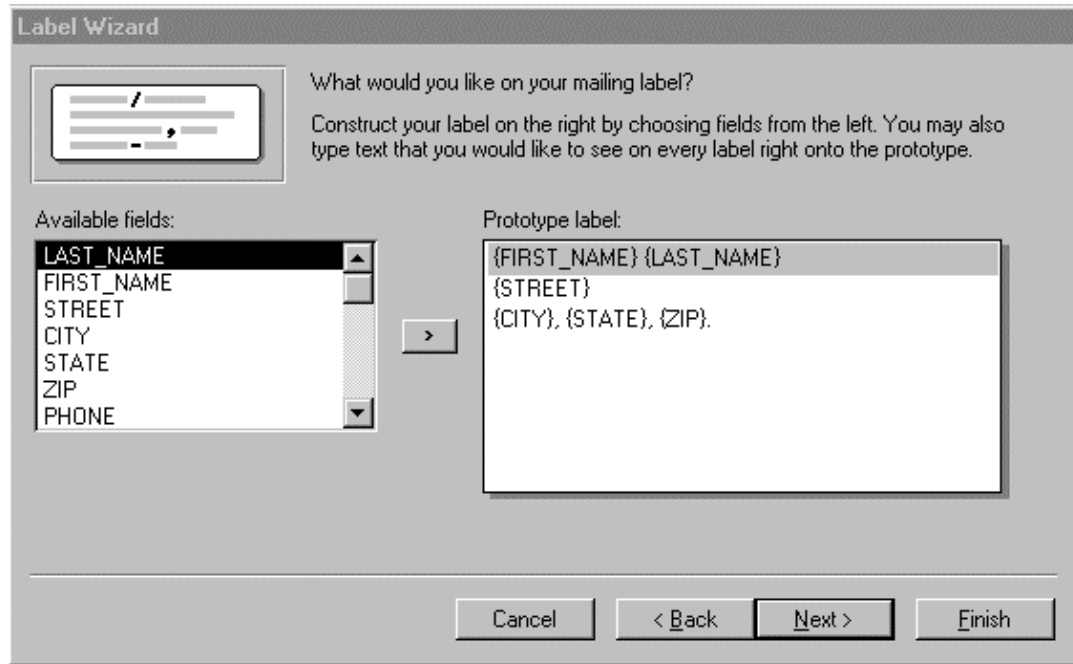 Label Wizard
What would you like on your mailing label?
Construct your label on the right by choosing fields from the left. You may also
type text that you would like to see on every label right onto the prototype.
Available fields:
LAST_NAME
FIRST_NAME
STREET
CITY
STATE
ZIP
PHONE
>
Prototype label:
{FIRST_NAME} {LAST_NAME}
{STREET}
{CITY}, {STATE}, {ZIP}.
Cancel
< Back
Next >
Finish